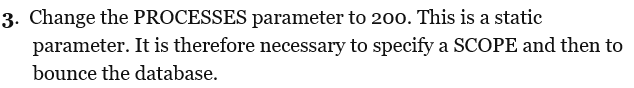 3. Change the PROCESSES parameter to 200. This is a static
parameter. It is therefore necessary to specify a SCOPE and then to
bounce the database.